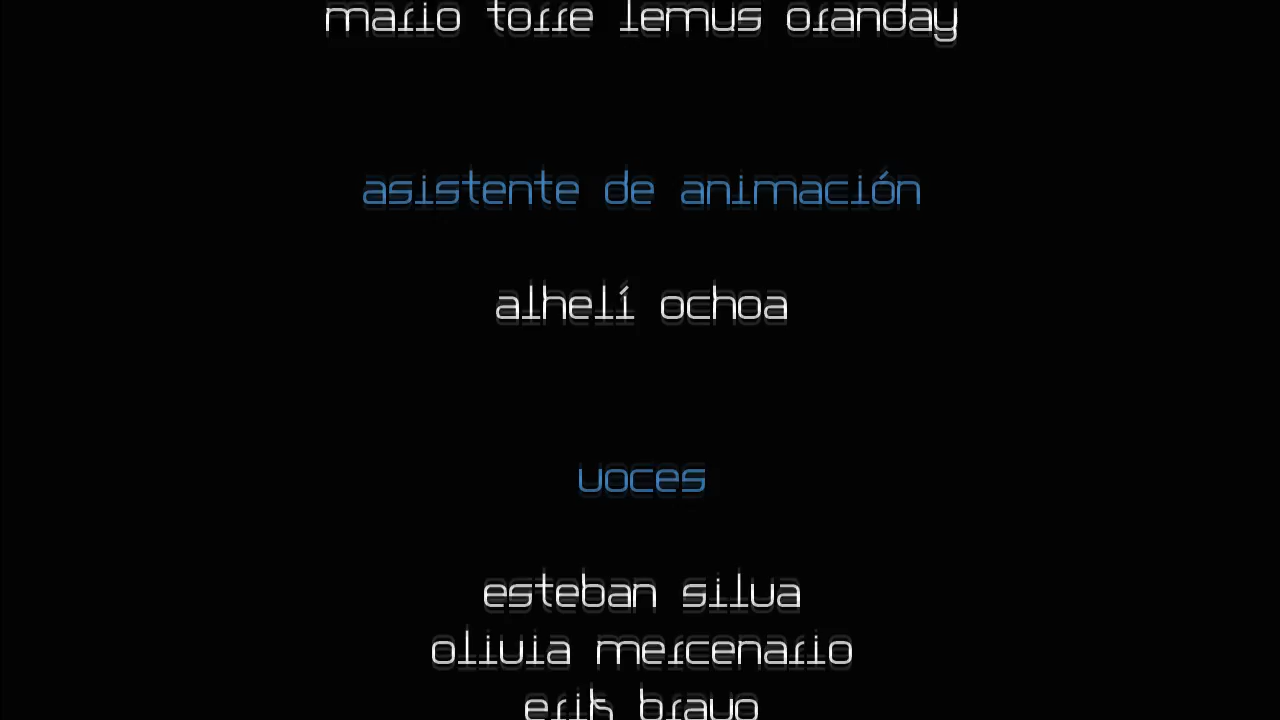 mario torre lemus oranday
asistente de animación
alhelí ochoa
voces
esteban silva
olivia mercenario
erik bravo